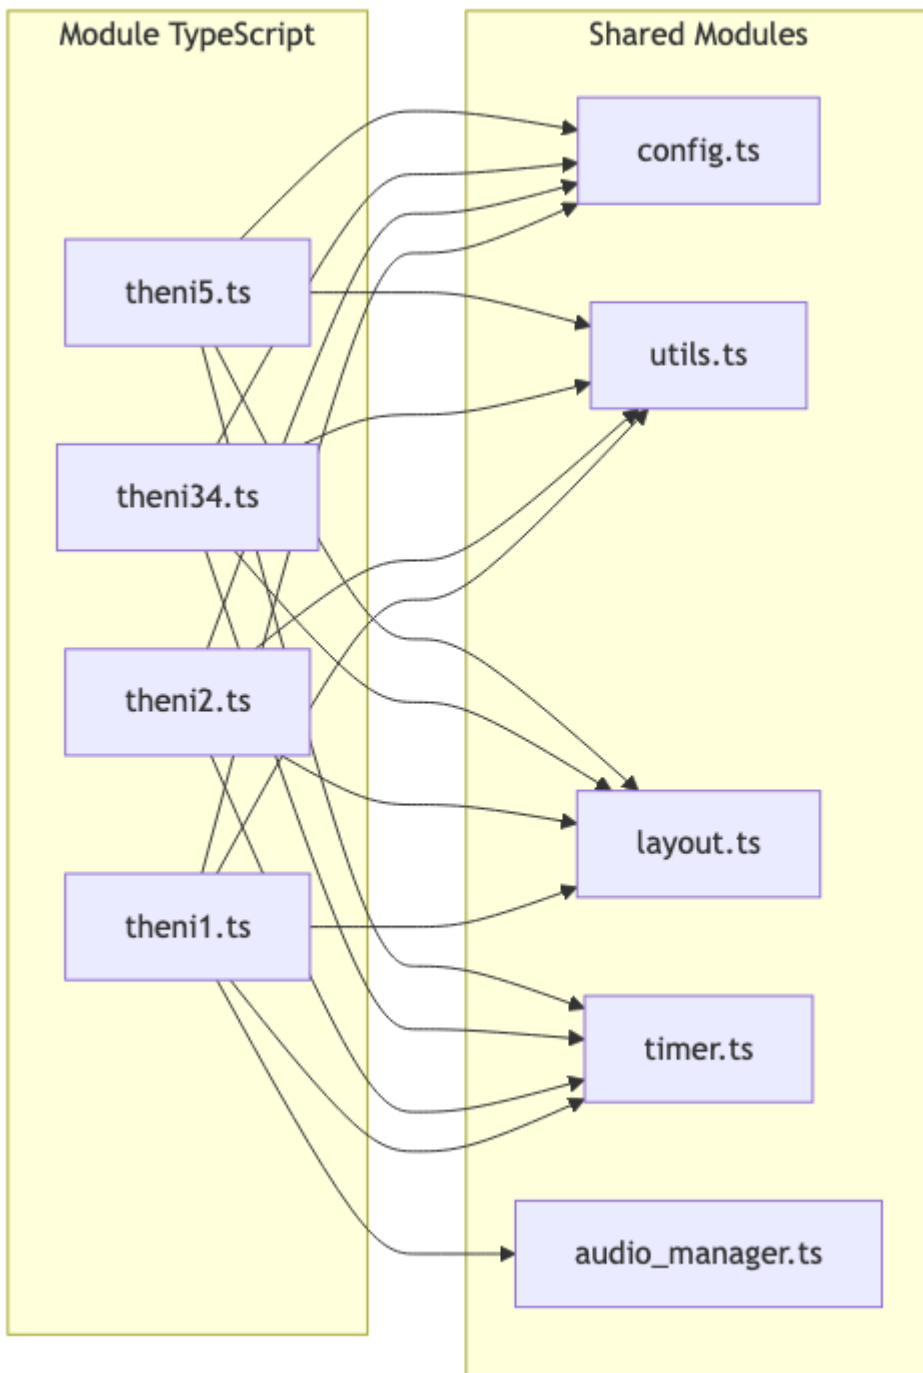 Module TypeScript
theni5.ts
theni34.ts
theni2.ts
theni1.ts
Shared Modules
config.ts
utils.ts
layout.ts
timer.ts
audio_manager.ts